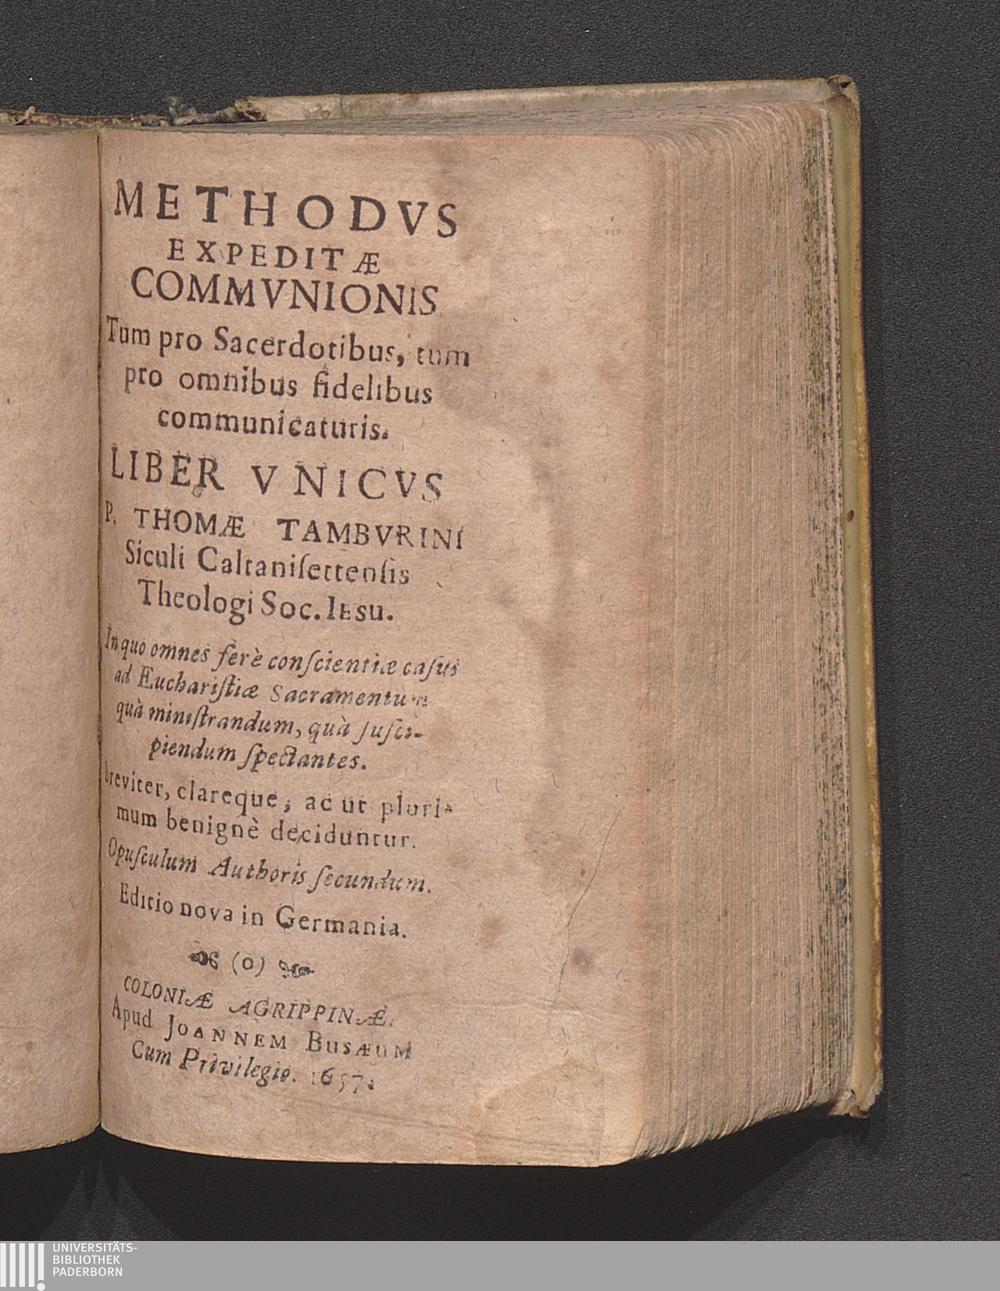 METHODVS
EXPEDITÆ
COMMVNIONIS
Tum pro Sacerdotibus, tum
pro omnibus fidelibus
communicaturis.
LIBER VNICVS
P. THOMÆ TAMBVRINI
Siculi Caltaniſettenſis
Theologi Soc. IESU.
In quo omnes ferè conſcientiæ caſus
ad Euchariſtiæ Sacramentum
quà miniſtrandum, quà ſuſci-
piendum ſpectantes.
breviter, clareque, ac ut pluri-
mum benignè deciduntur.
Opuſculum Authoris ſecundum.
Editio nova in Germania.
(o)
COLONIÆ AGRIPPINÆ.
Apud JOANNEM BUSÆUM
Cum Privilegio. 1657.
UNIVERSITÄTS-
BIBLIOTHEK
PADERBORN